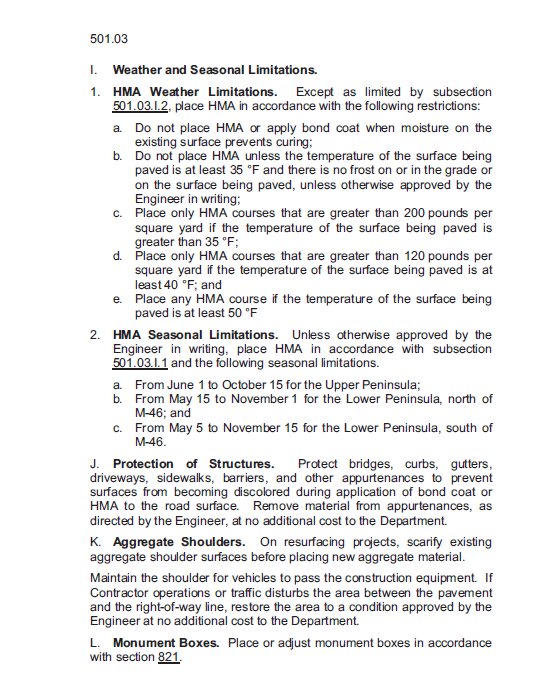 501.03
I. Weather and Seasonal Limitations.
1. HMA Weather Limitations. Except as limited by subsection
501.03.I.2, place HMA in accordance with the following restrictions:
a. Do not place HMA or apply bond coat when moisture on the
existing surface prevents curing;
b. Do not place HMA unless the temperature of the surface being
paved is at least 35 °F and there is no frost on or in the grade or
on the surface being paved, unless otherwise approved by the
Engineer in writing;
c. Place only HMA courses that are greater than 200 pounds per
square yard if the temperature of the surface being paved is
greater than 35 °F;
d. Place only HMA courses that are greater than 120 pounds per
square yard if the temperature of the surface being paved is at
least 40 °F; and
e. Place any HMA course if the temperature of the surface being
paved is at least 50 °F
2. HMA Seasonal Limitations. Unless otherwise approved by the
Engineer in writing, place HMA in accordance with subsection
501.03.I.1 and the following seasonal limitations.
a. From June 1 to October 15 for the Upper Peninsula;
b. From May 15 to November 1 for the Lower Peninsula, north of
M-46; and
c. From May 5 to November 15 for the Lower Peninsula, south of
M-46.
J. Protection of Structures. Protect bridges, curbs, gutters,
driveways, sidewalks, barriers, and other appurtenances to prevent
surfaces from becoming discolored during application of bond coat or
HMA to the road surface. Remove material from appurtenances, as
directed by the Engineer, at no additional cost to the Department.
K. Aggregate Shoulders. On resurfacing projects, scarify existing
aggregate shoulder surfaces before placing new aggregate material.
Maintain the shoulder for vehicles to pass the construction equipment. If
Contractor operations or traffic disturbs the area between the pavement
and the right-of-way line, restore the area to a condition approved by the
Engineer at no additional cost to the Department.
L. Monument Boxes. Place or adjust monument boxes in accordance
with section 821.